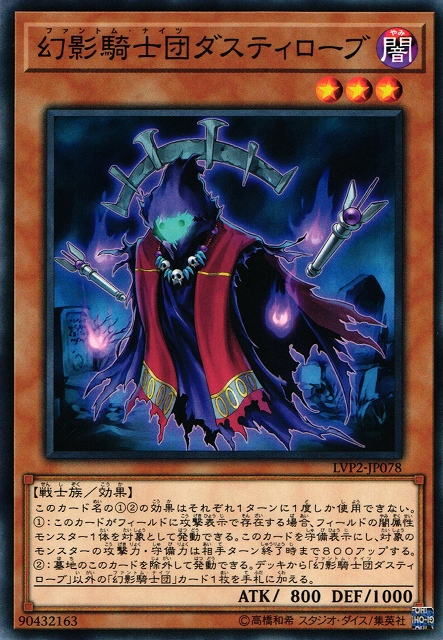 ファントム・ナイツ
幻影騎士団ダスティローブ
やみ
闇
LVP2-JP078
【戦士族／効果】
このカード名の①②の効果はそれぞれ１ターンに１度しか使用できない。
①：このカードがフィールドに攻撃表示で存在する場合、フィールドの闇属性
モンスター１体を対象として発動できる。このカードを守備表示にし、対象の
モンスターの攻撃力・守備力は相手ターン終了時まで８００アップする。
②：墓地のこのカードを除外して発動できる。デッキから「幻影騎士団ダスティ
ローブ」以外の「幻影騎士団」カード１枚を手札に加える。
ATK/ 800 DEF/1000
90432163
©高橋和希 スタジオ・ダイス/集英社